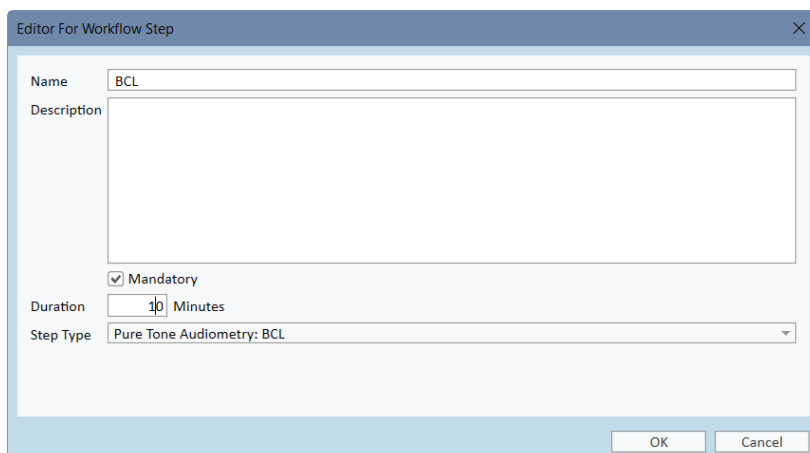 Editor For Workflow Step
Name BCL
Description
Mandatory
Duration 10 Minutes
Step Type Pure Tone Audiometry: BCL
OK Cancel